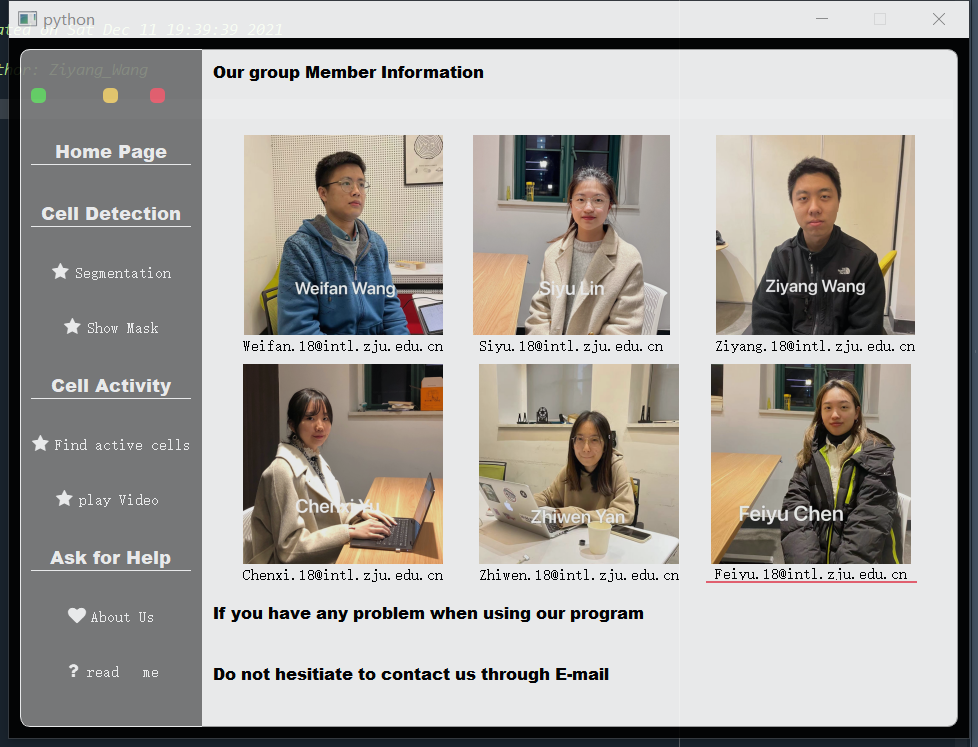 python
ated on Sat Dec 11 19:39:39 2021
thor: Ziyang_Wang
Our group Member Information
Home Page
Cell Detection
Segmentation
Show Mask
Cell Activity
Find active cells
play Video
Ask for Help
About Us
? read me
Weifan Wang
Siyu Lin
Ziyang Wang
Weifan.18@intl.zju.edu.cn
Siyu.18@intl.zju.edu.cn
Ziyang.18@intl.zju.edu.cn
Chenxi Yu
Zhiwen Yan
Feiyu Chen
Chenxi.18@intl.zju.edu.cn
Zhiwen.18@intl.zju.edu.cn
Feiyu.18@intl.zju.edu.cn
If you have any problem when using our program
Do not hesitiate to contact us through E-mail